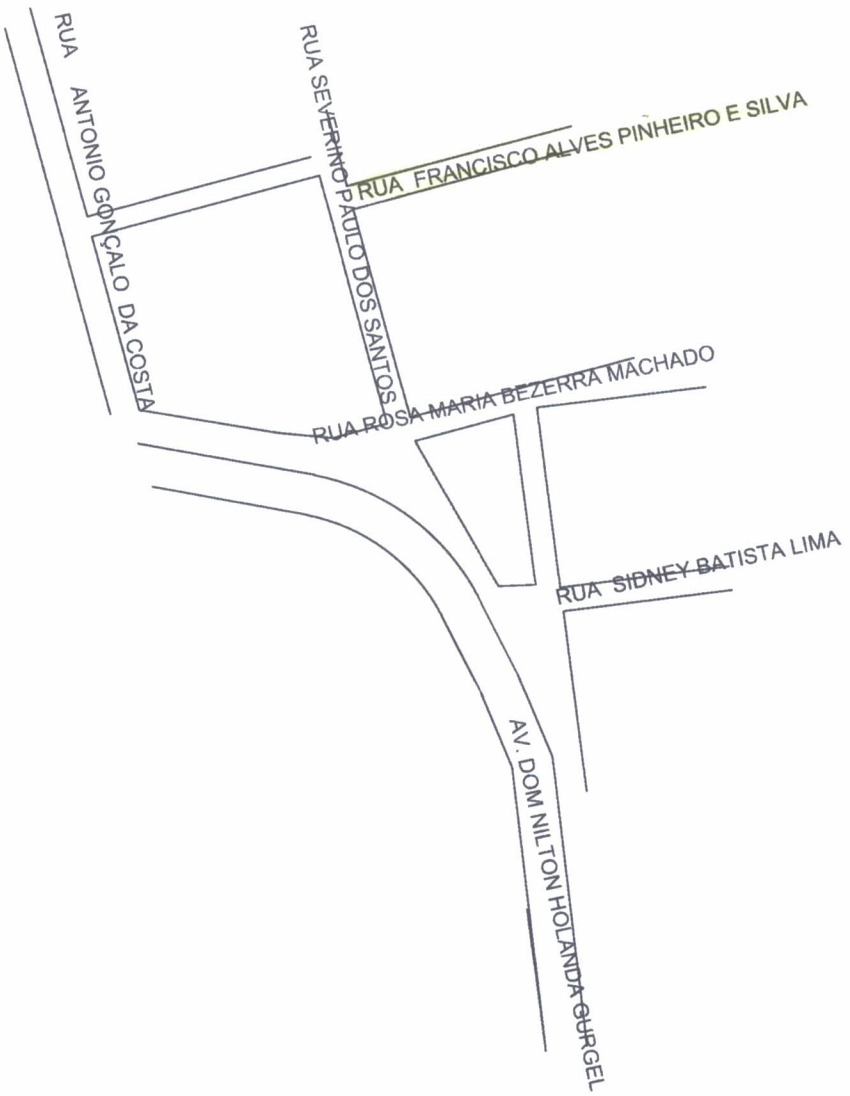 RUA ANTONIO GONÇALO DA COSTA
RUA SEVERINO PAULO DOS SANTOS
RUA FRANCISCO ALVES PINHEIRO E SILVA
RUA ROSA MARIA BEZERRA MACHADO
RUA SIDNEY BATISTA LIMA
AV. DOM NILTON HOLANDA GURGEL